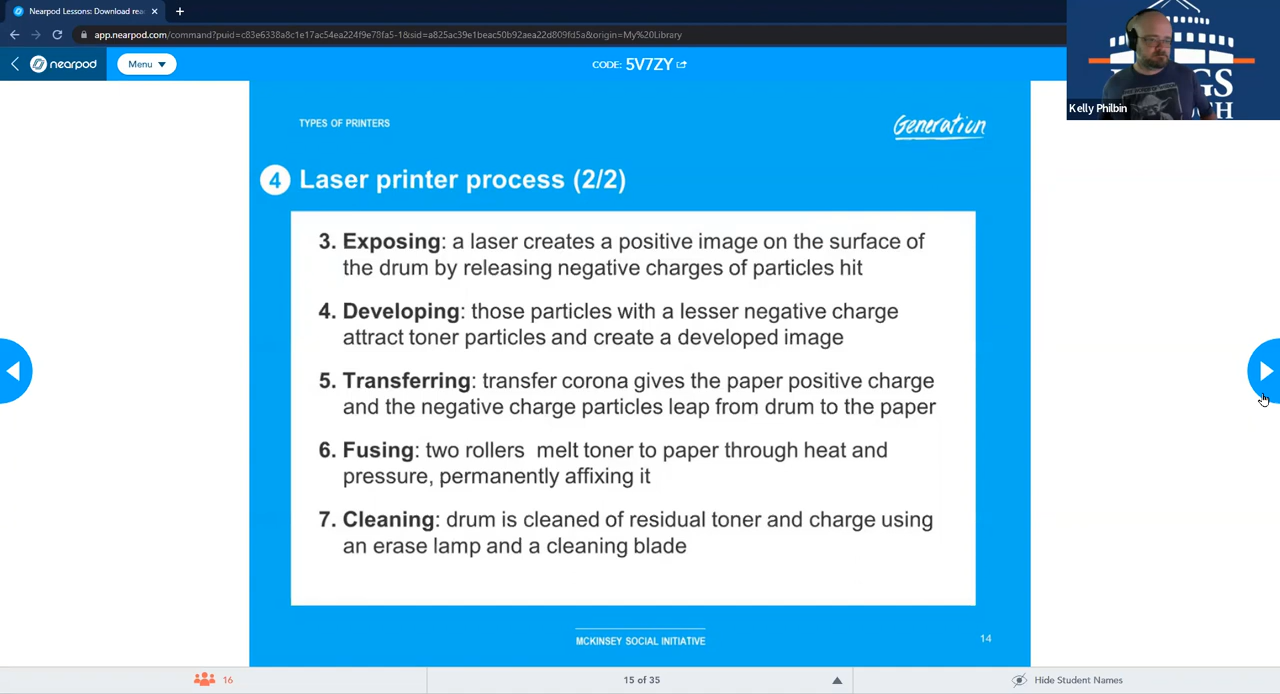 Nearpod Lessons: Download rea
app.nearpod.com/command?puid=c83e6338a8c1e17ac54ea224f9e78fa5-1&sid=a825ac39e1beac50b92aea22d809fd5a&origin=My%20Library
nearpod
Menu
CODE: 5V7ZY
Kelly Philbin
TYPES OF PRINTERS
Generation
4 Laser printer process (2/2)
3. Exposing: a laser creates a positive image on the surface of
the drum by releasing negative charges of particles hit
4. Developing: those particles with a lesser negative charge
attract toner particles and create a developed image
5. Transferring: transfer corona gives the paper positive charge
and the negative charge particles leap from drum to the paper
6. Fusing: two rollers melt toner to paper through heat and
pressure, permanently affixing it
7. Cleaning: drum is cleaned of residual toner and charge using
an erase lamp and a cleaning blade
MCKINSEY SOCIAL INITIATIVE
14
16
15 of 35
Hide Student Names